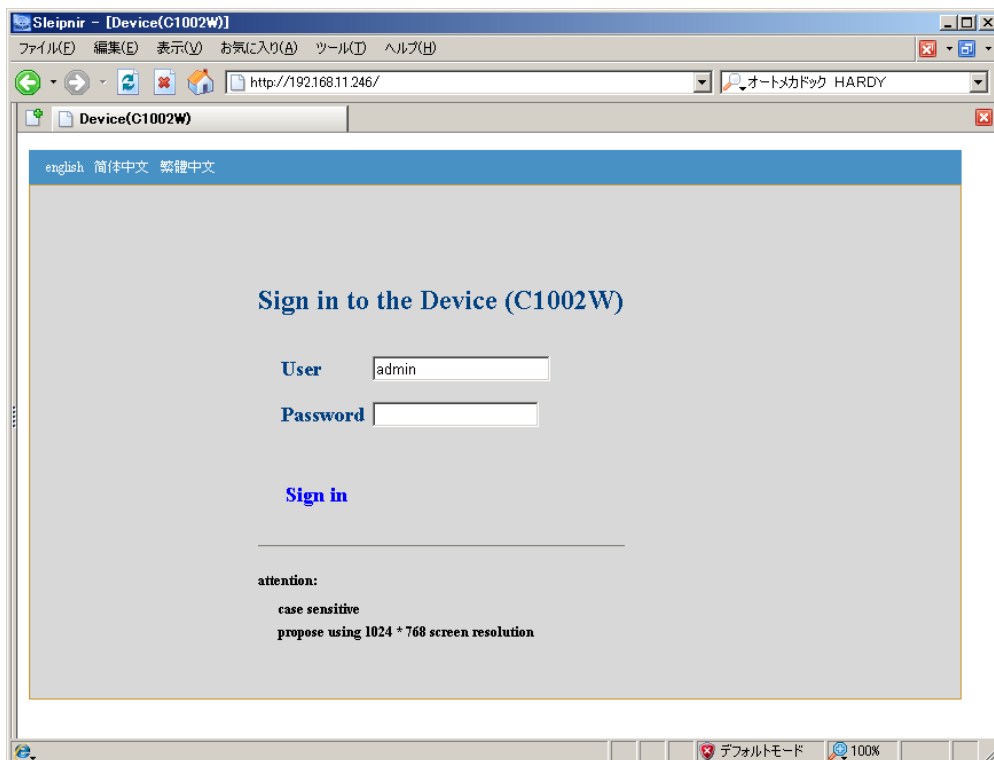 Sleipnir - [Device(C1002W)]
ファイル(F) 編集(E) 表示(V) お気に入り(A) ツール(T) ヘルプ(H)
http://192.168.11.246/ オートメカドック HARDY
Device(C1002W)
english 简体中文 繁體中文
Sign in to the Device (C1002W)
User admin
Password
Sign in
attention:
case sensitive
propose using 1024 * 768 screen resolution
デフォルトモード 100%